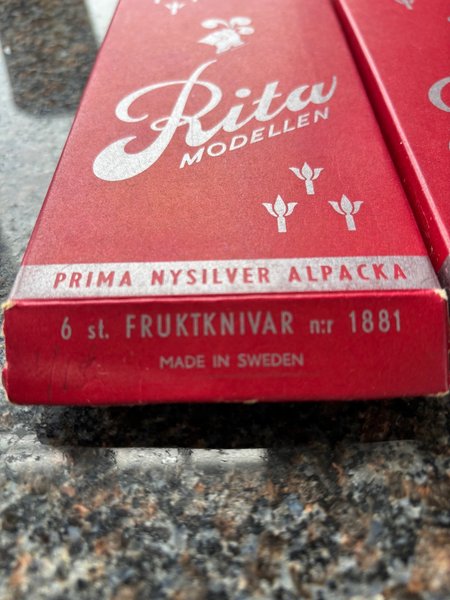 Rita
MODELLEN
PRIMA NYSILVER ALPACKA
6 st. FRUKTKNIVAR n:r 1881
MADE IN SWEDEN